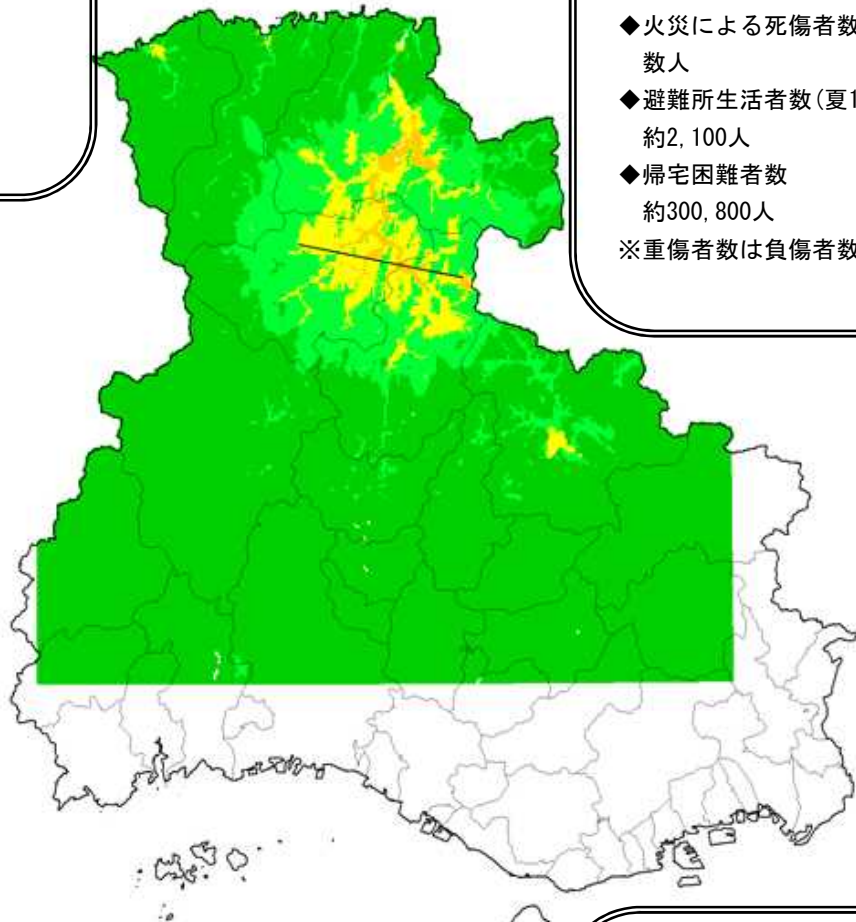 ◆火災による死傷者数
数人
◆避難所生活者数(夏1
約2,100人
◆帰宅困難者数
約300,800人
※重傷者数は負傷者数